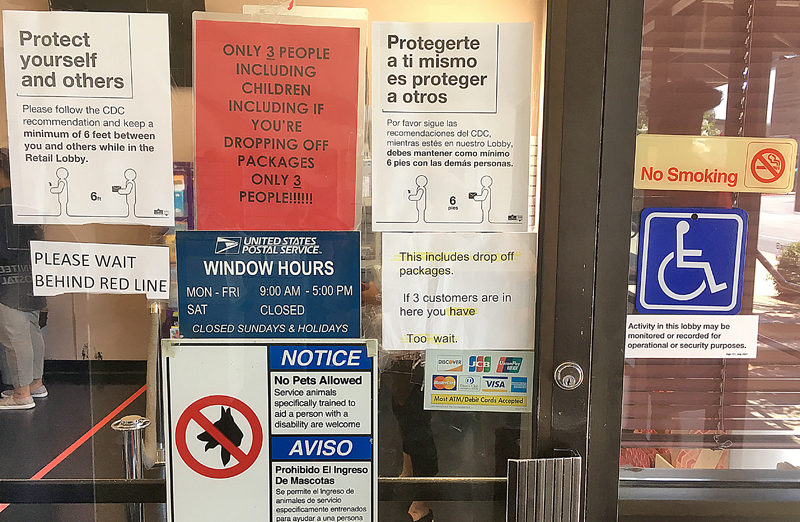 Protect
yourself
and others
Please follow the CDC
recommendation and keep a
minimum of 6 feet between
you and others while in the
Retail Lobby.
6ft
ONLY 3 PEOPLE
INCLUDING
CHILDREN
INCLUDING IF
YOU'RE
DROPPING OFF
PACKAGES
ONLY 3
PEOPLE!!!!!!
Protegerte
a ti mismo
es proteger
a otros
Por favor sigue las
recomendaciones del CDC,
mientras estés en nuestro Lobby,
debes mantener como mínimo
6 pies con las demás personas.
6
pies
No Smoking
PLEASE WAIT
BEHIND RED LINE
UNITED STATES
POSTAL SERVICE
WINDOW HOURS
MON - FRI 9:00 AM - 5:00 PM
SAT CLOSED
CLOSED SUNDAYS & HOLIDAYS
This includes drop off
packages.
If 3 customers are in
here you have
Too wait.
Activity in this lobby may be
monitored or recorded for
operational or security purposes.
DISCOVER
JCB
UnionPay
MasterCard
VISA
Most ATM/Debit Cards Accepted
NOTICE
No Pets Allowed
Service animals
specifically trained to
aid a person with a
disability are welcome
AVISO
Prohibido El Ingreso
De Mascotas
Se permite el Ingreso de
animales de servicio
específicamente entrenados
para ayudar a una persona